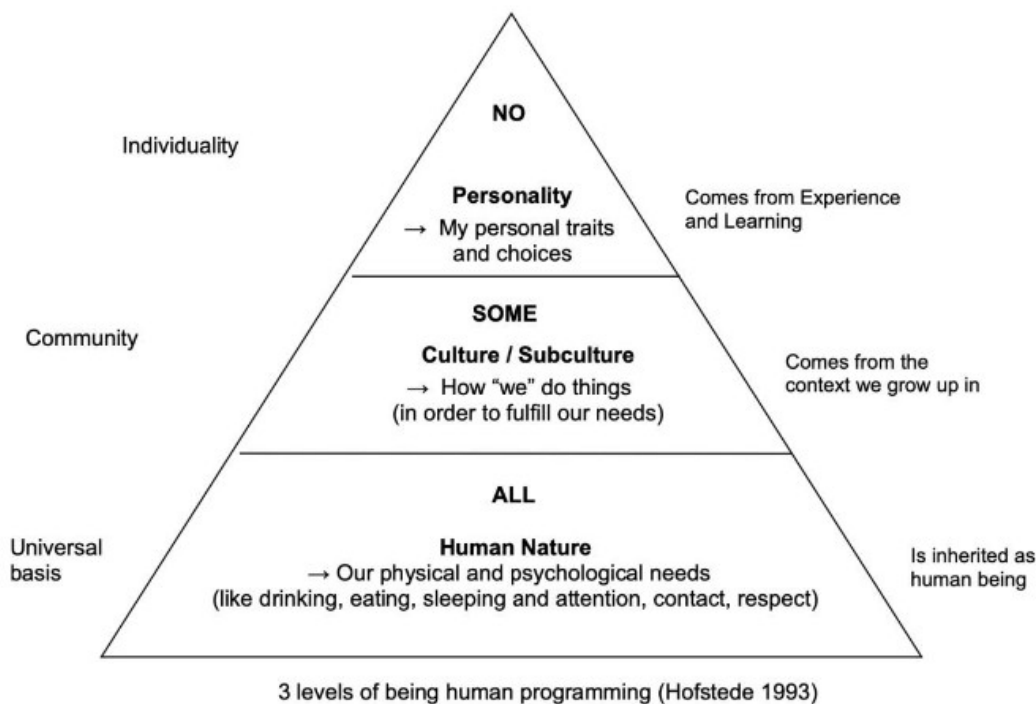 NO
Individuality
Personality
→ My personal traits
and choices
Comes from Experience
and Learning
SOME
Community
Culture / Subculture
→ How “we” do things
(in order to fulfill our needs)
Comes from the
context we grow up in
ALL
Universal
basis
Human Nature
→ Our physical and psychological needs
(like drinking, eating, sleeping and attention, contact, respect)
Is inherited as
human being
3 levels of being human programming (Hofstede 1993)